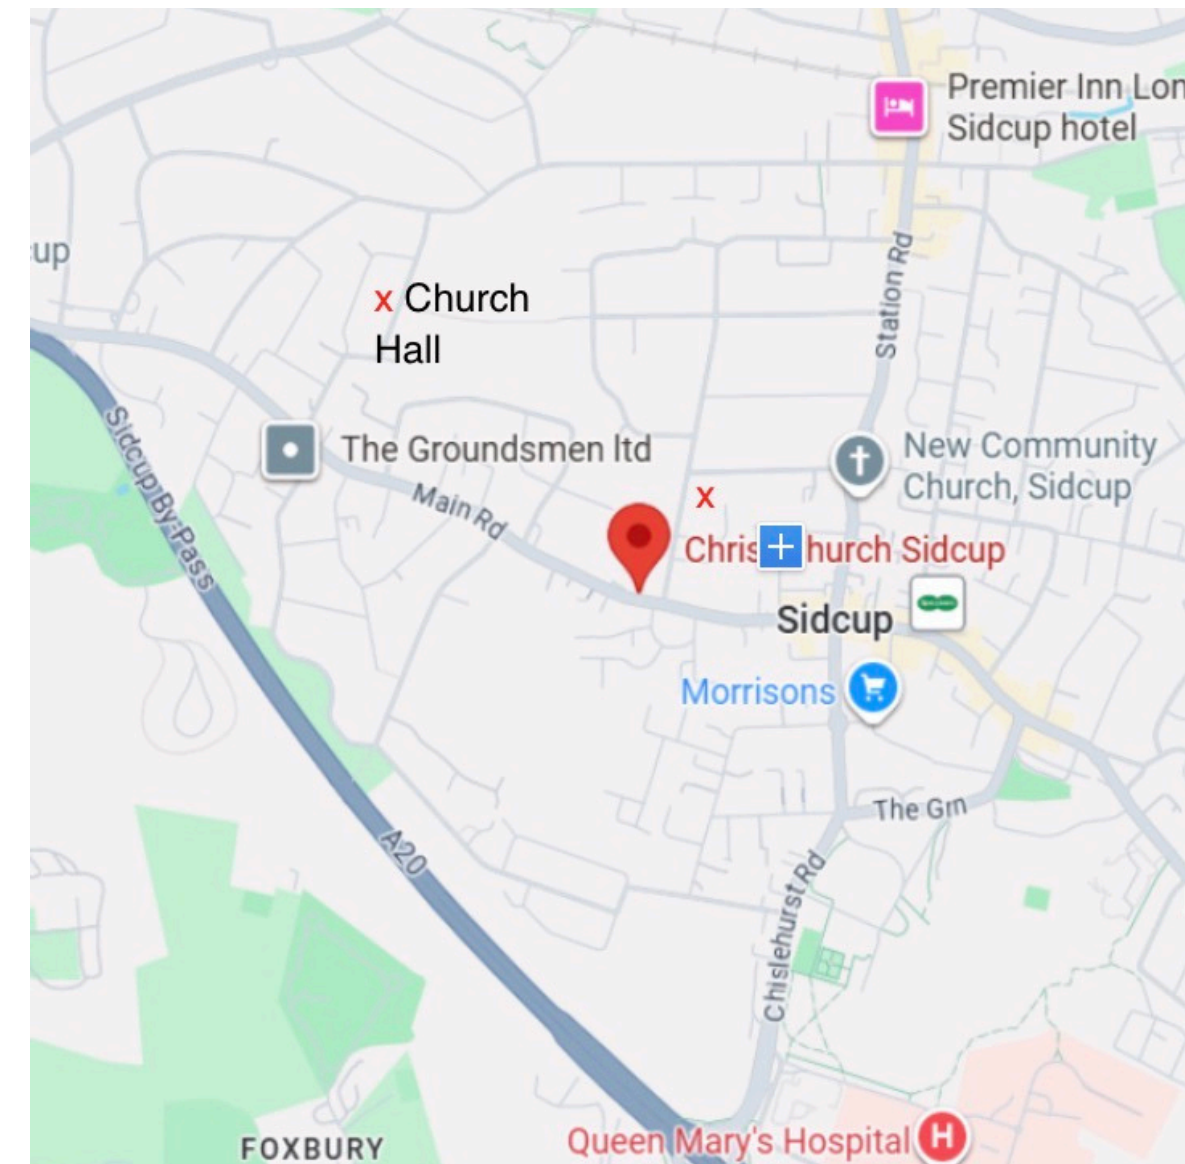 Premier Inn Lon
Sidcup hotel
cup
Station Rd
x Church
Hall
Sidcup By-Pass
The Groundsmen ltd
Main Rd
New Community
Church, Sidcup
x
Chris hurch Sidcup
Sidcup
Morrisons
The Grn
A20
Chislehurst Rd
FOXBURY
Queen Mary's Hospital H